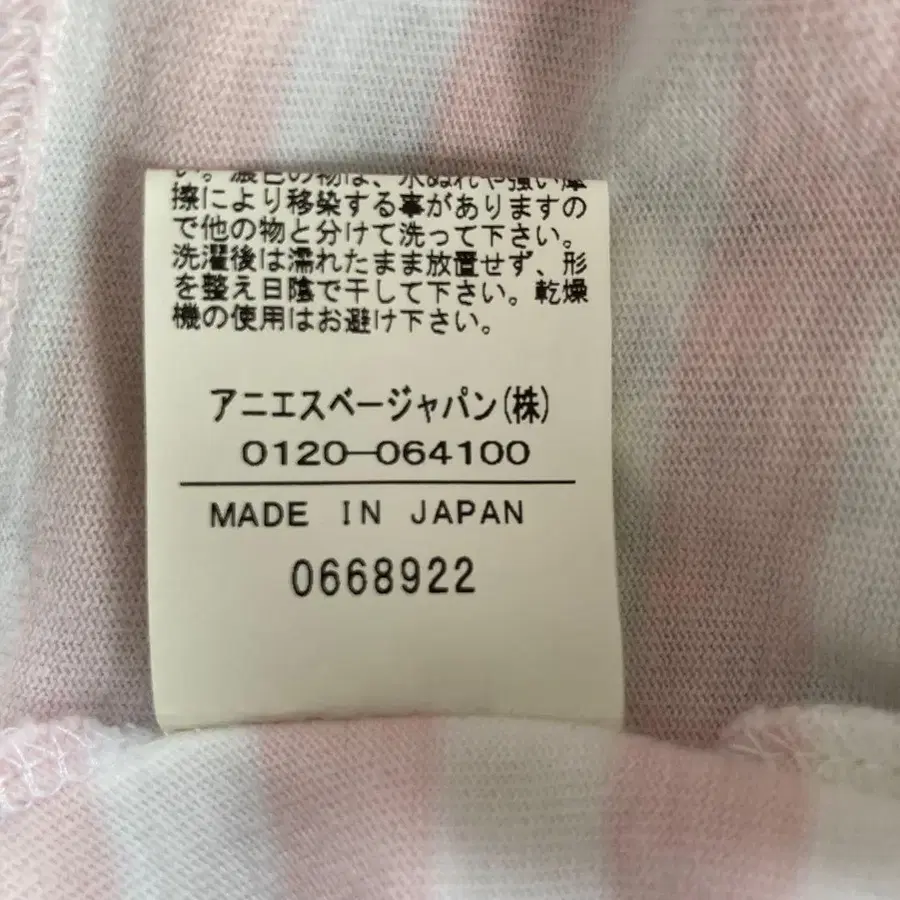 い。濃色の物は、水ぬれや強い摩
擦により移染する事がありますの
で他の物と分けて洗って下さい。
洗濯後は濡れたまま放置せず、形
を整え日陰で干して下さい。乾燥
機の使用はお避け下さい。
アニエスベージャパン(株)
0120-064100
MADE IN JAPAN
0668922